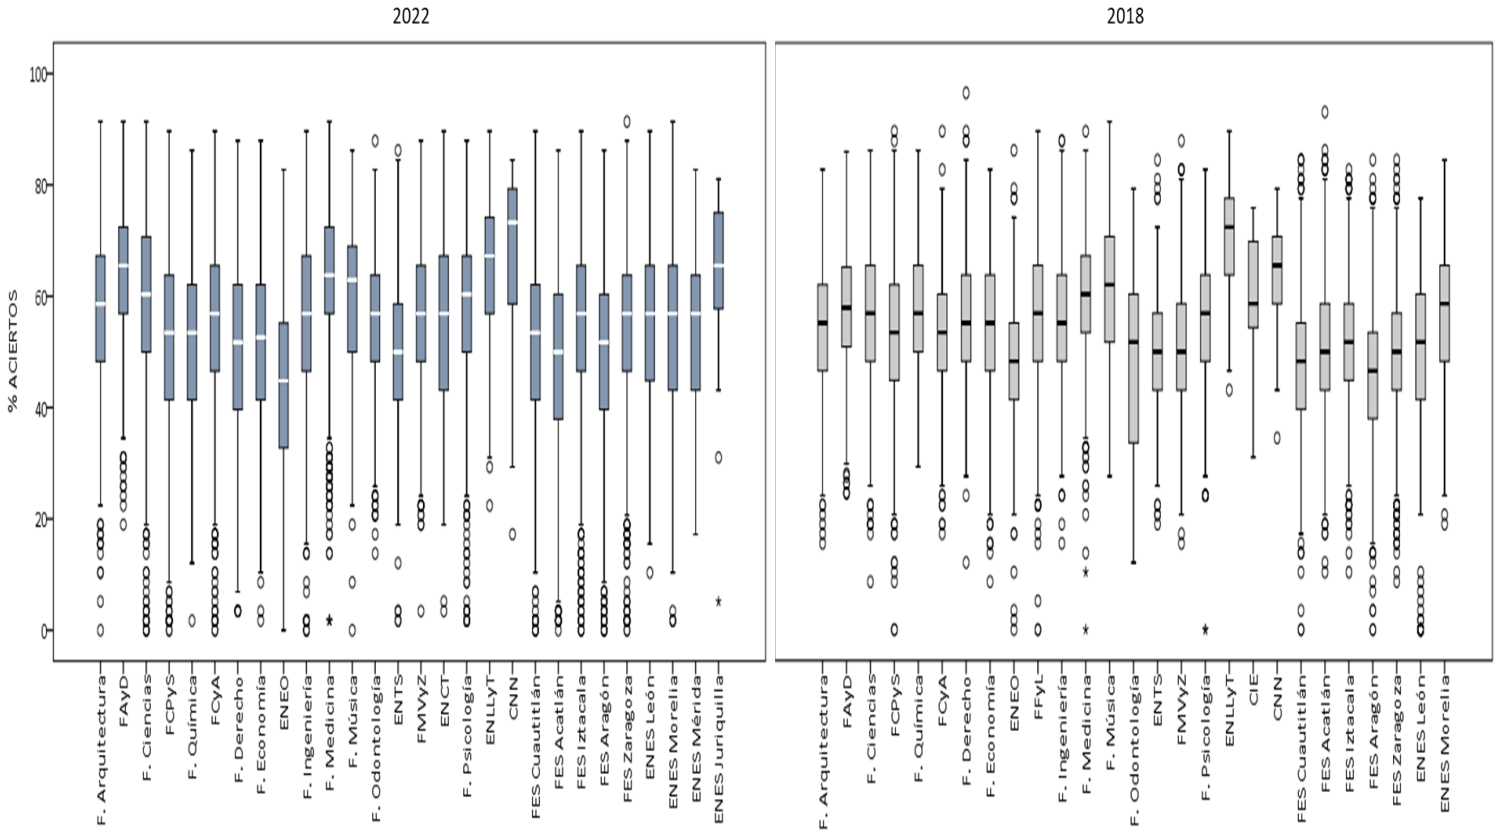 2022
2018
% ACIERTOS
100
80
60
40
20
0
F. Arquitectura
FAyD
F. Ciencias
FCPyS
F. Química
FCyA
F. Derecho
F. Economía
ENEO
F. Ingeniería
F. Medicina
F. Música
F. Odontología
ENTS
FMVyZ
ENCT
F. Psicología
ENLLyT
CNN
FES Cuautitlán
FES Acatlán
FES Iztacala
FES Aragón
FES Zaragoza
ENES León
ENES Morelia
ENES Mérida
ENES Juriquilla
F. Arquitectura
FAyD
F. Ciencias
FCPyS
F. Química
FCyA
F. Derecho
F. Economía
ENEO
FFyL
F. Ingeniería
F. Medicina
F. Música
F. Odontología
ENTS
FMVyZ
F. Psicología
ENLLyT
CIE
CNN
FES Cuautitlán
FES Acatlán
FES Iztacala
FES Aragón
FES Zaragoza
ENES León
ENES Morelia